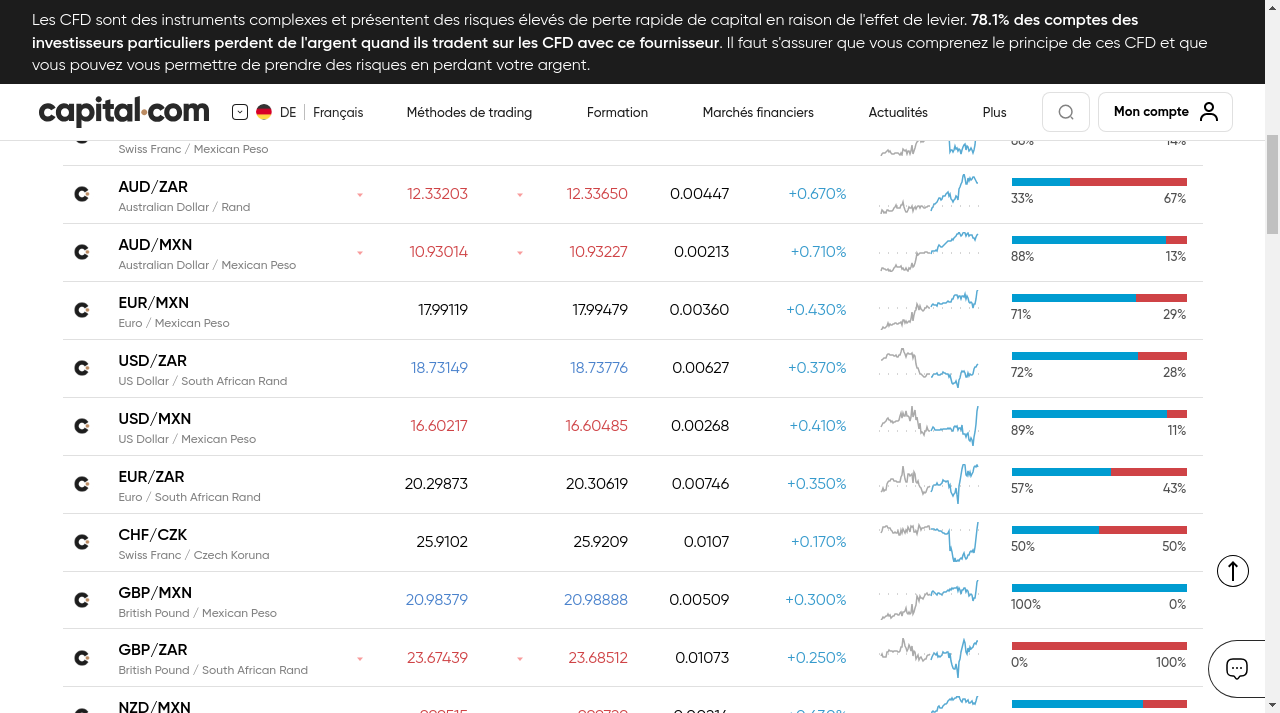 Les CFD sont des instruments complexes et présentent des risques élevés de perte rapide de capital en raison de l'effet de levier. 78.1% des comptes des
investisseurs particuliers perdent de l'argent quand ils tradent sur les CFD avec ce fournisseur. Il faut s'assurer que vous comprenez le principe de ces CFD et que
vous pouvez vous permettre de prendre des risques en perdant votre argent.
capital.com DE Français Méthodes de trading Formation Marchés financiers Actualités Plus Mon compte
Swiss Franc / Mexican Peso 14%
AUD/ZAR 12.33203 12.33650 0.00447 +0.670%
Australian Dollar / Rand 33% 67%
AUD/MXN 10.93014 10.93227 0.00213 +0.710%
Australian Dollar / Mexican Peso 88% 13%
EUR/MXN 17.99119 17.99479 0.00360 +0.430%
Euro / Mexican Peso 71% 29%
USD/ZAR 18.73149 18.73776 0.00627 +0.370%
US Dollar / South African Rand 72% 28%
USD/MXN 16.60217 16.60485 0.00268 +0.410%
US Dollar / Mexican Peso 89% 11%
EUR/ZAR 20.29873 20.30619 0.00746 +0.350%
Euro / South African Rand 57% 43%
CHF/CZK 25.9102 25.9209 0.0107 +0.170%
Swiss Franc / Czech Koruna 50% 50%
GBP/MXN 20.98379 20.98888 0.00509 +0.300%
British Pound / Mexican Peso 100% 0%
GBP/ZAR 23.67439 23.68512 0.01073 +0.250%
British Pound / South African Rand 0% 100%
NZD/MXN